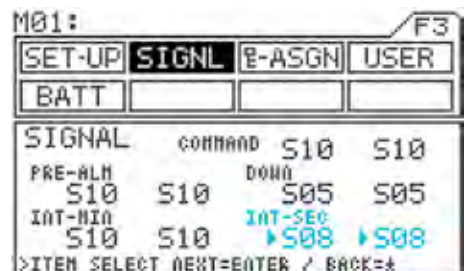 M01: F3
SET-UP SIGNL E-ASGN USER
BATT
SIGNAL COMMAND S10 S10
PRE-ALM DOWN
S10 S10 S05 S05
INT-MIN INT-SEC
S10 S10 ▶S08 ▶S08
>ITEM SELECT NEXT=ENTER / BACK=±